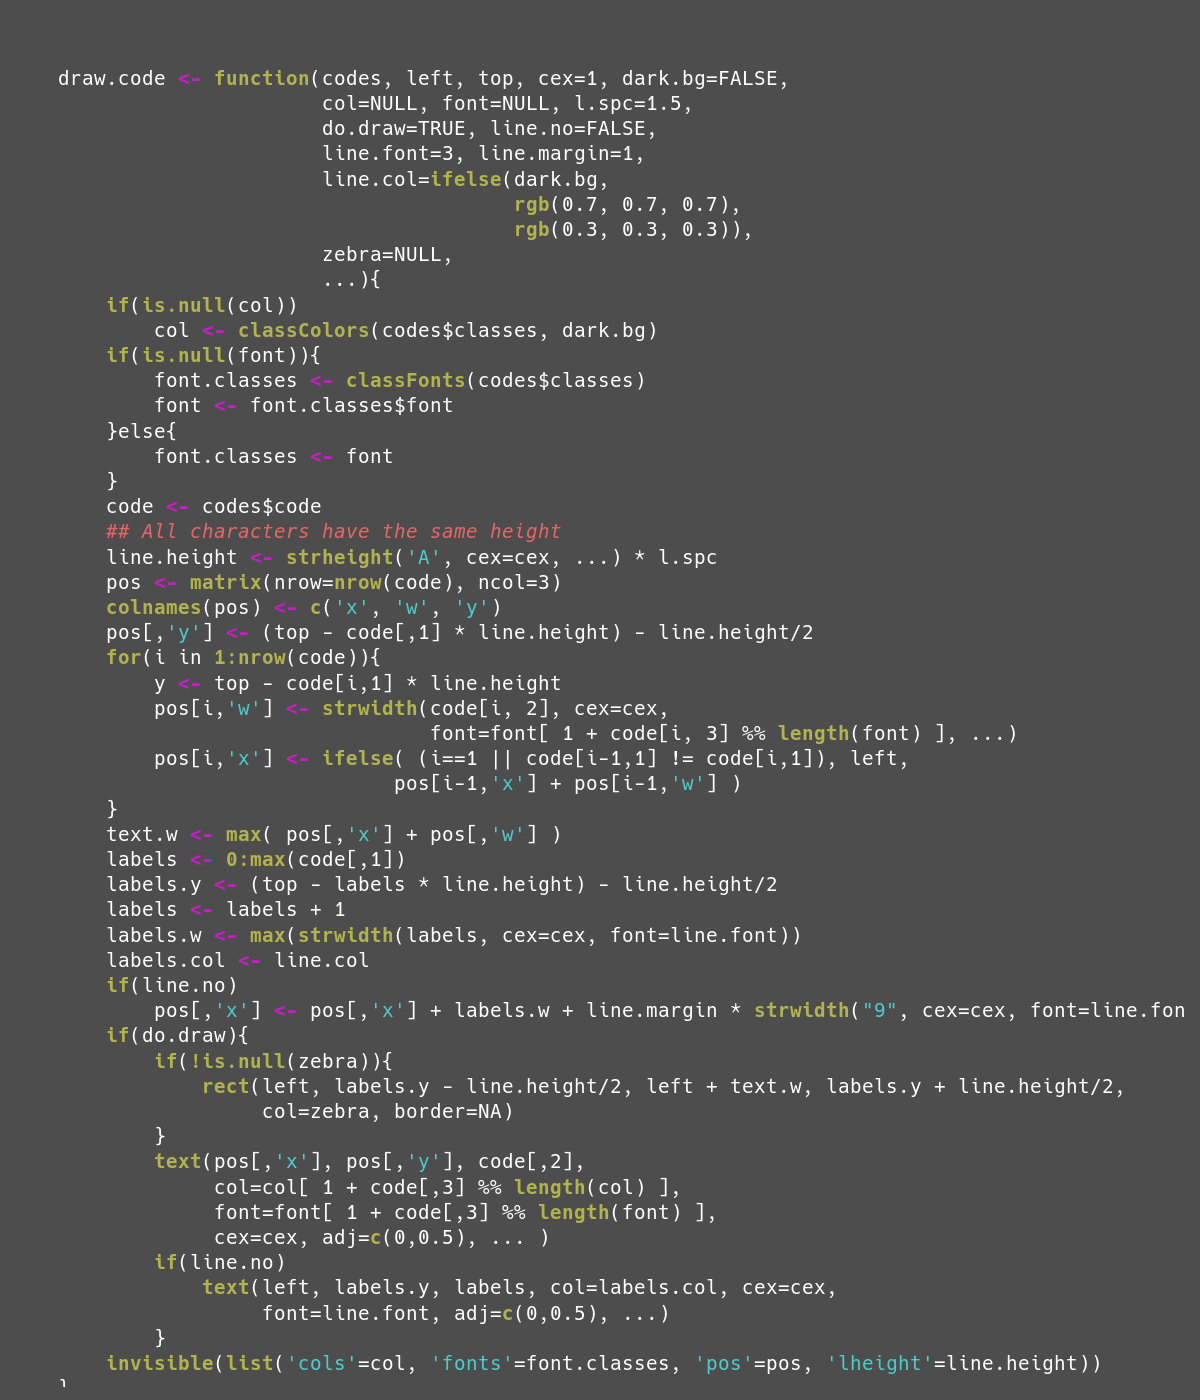 draw.code <- function(codes, left, top, cex=1, dark.bg=FALSE,
                      col=NULL, font=NULL, l.spc=1.5,
                      do.draw=TRUE, line.no=FALSE,
                      line.font=3, line.margin=1,
                      line.col=ifelse(dark.bg,
                                      rgb(0.7, 0.7, 0.7),
                                      rgb(0.3, 0.3, 0.3)),
                      zebra=NULL,
                      ...){
    if(is.null(col))
        col <- classColors(codes$classes, dark.bg)
    if(is.null(font)){
        font.classes <- classFonts(codes$classes)
        font <- font.classes$font
    }else{
        font.classes <- font
    }
    code <- codes$code
    ## All characters have the same height
    line.height <- strheight('A', cex=cex, ...) * l.spc
    pos <- matrix(nrow=nrow(code), ncol=3)
    colnames(pos) <- c('x', 'w', 'y')
    pos[,'y'] <- (top - code[,1] * line.height) - line.height/2
    for(i in 1:nrow(code)){
        y <- top - code[i,1] * line.height
        pos[i,'w'] <- strwidth(code[i, 2], cex=cex,
                               font=font[ 1 + code[i, 3] %% length(font) ], ...)
        pos[i,'x'] <- ifelse( (i==1 || code[i-1,1] != code[i,1]), left,
                            pos[i-1,'x'] + pos[i-1,'w'] )
    }
    text.w <- max( pos[,'x'] + pos[,'w'] )
    labels <- 0:max(code[,1])
    labels.y <- (top - labels * line.height) - line.height/2
    labels <- labels + 1
    labels.w <- max(strwidth(labels, cex=cex, font=line.font))
    labels.col <- line.col
    if(line.no)
        pos[,'x'] <- pos[,'x'] + labels.w + line.margin * strwidth("9", cex=cex, font=line.fon
    if(do.draw){
        if(!is.null(zebra)){
            rect(left, labels.y - line.height/2, left + text.w, labels.y + line.height/2,
                 col=zebra, border=NA)
        }
        text(pos[,'x'], pos[,'y'], code[,2],
             col=col[ 1 + code[,3] %% length(col) ],
             font=font[ 1 + code[,3] %% length(font) ],
             cex=cex, adj=c(0,0.5), ... )
        if(line.no)
            text(left, labels.y, labels, col=labels.col, cex=cex,
                 font=line.font, adj=c(0,0.5), ...)
        }
    invisible(list('cols'=col, 'fonts'=font.classes, 'pos'=pos, 'lheight'=line.height))
}